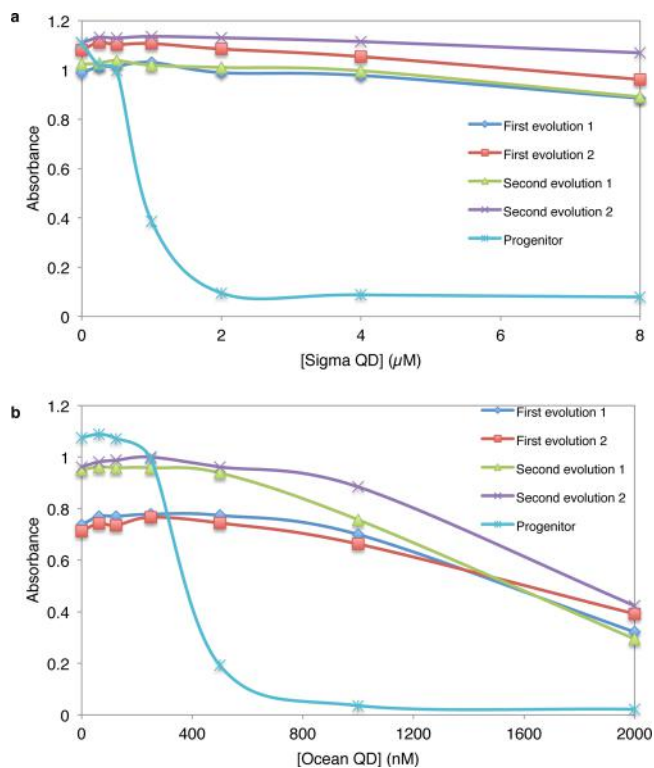 a
1.2
1
0.8
0.6
0.4
0.2
0
Absorbance
First evolution 1
First evolution 2
Second evolution 1
Second evolution 2
Progenitor
0 2 4 6 8
[Sigma QD] (µM)
b
1.2
1
0.8
0.6
0.4
0.2
0
Absorbance
First evolution 1
First evolution 2
Second evolution 1
Second evolution 2
Progenitor
0 400 800 1200 1600 2000
[Ocean QD] (nM)